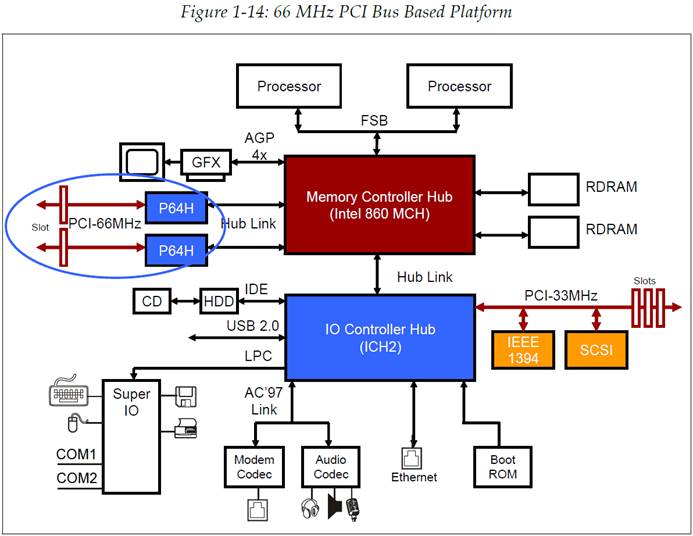 Figure 1-14: 66 MHz PCI Bus Based Platform
Processor
Processor
FSB
AGP
4x
GFX
Memory Controller Hub
(Intel 860 MCH)
RDRAM
RDRAM
P64H
PCI-66MHz
Slot
Hub Link
P64H
Hub Link
Slots
PCI-33MHz
CD
HDD
IDE
IO Controller Hub
(ICH2)
USB 2.0
IEEE
1394
SCSI
LPC
Super
IO
AC'97
Link
COM1
COM2
Modem
Codec
Audio
Codec
Ethernet
Boot
ROM